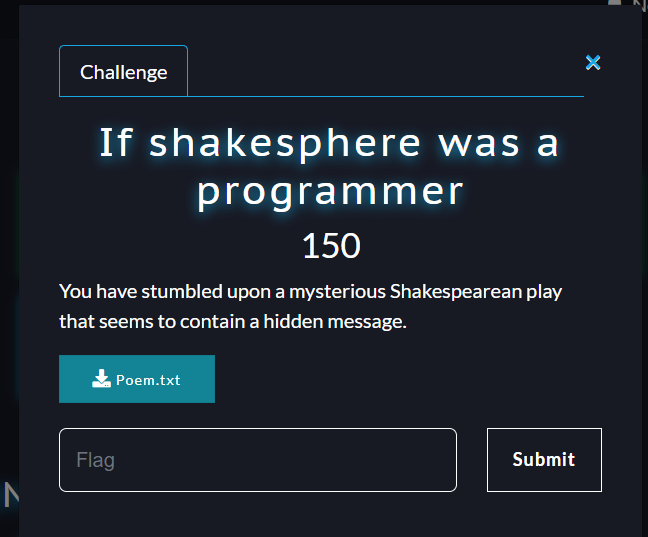 Challenge
If shakesphere was a
programmer
150
You have stumbled upon a mysterious Shakespearean play
that seems to contain a hidden message.
Poem.txt
Flag
Submit